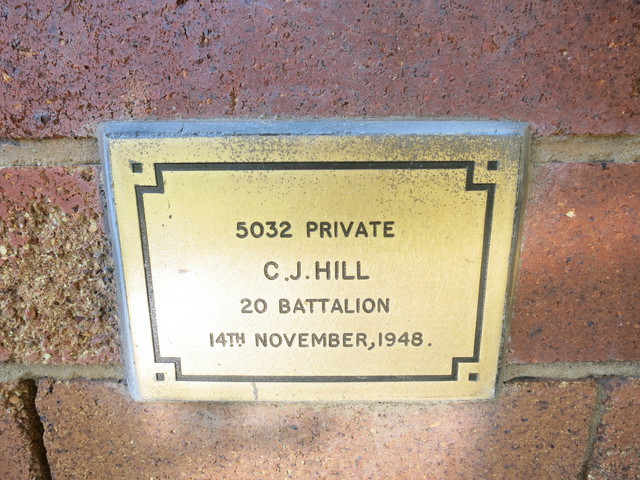 5032 PRIVATE
C.J.HILL
20 BATTALION
14TH NOVEMBER, 1948.